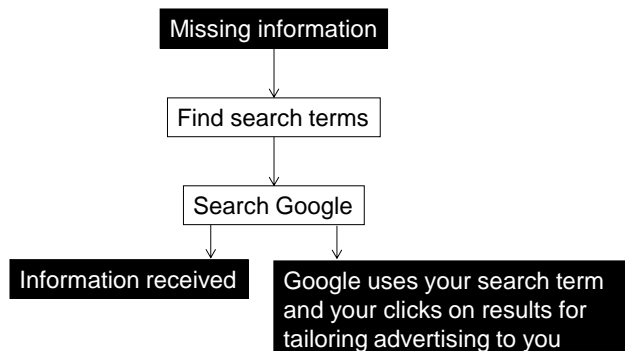 Missing information
Find search terms
Search Google
Information received
Google uses your search term
and your clicks on results for
tailoring advertising to you